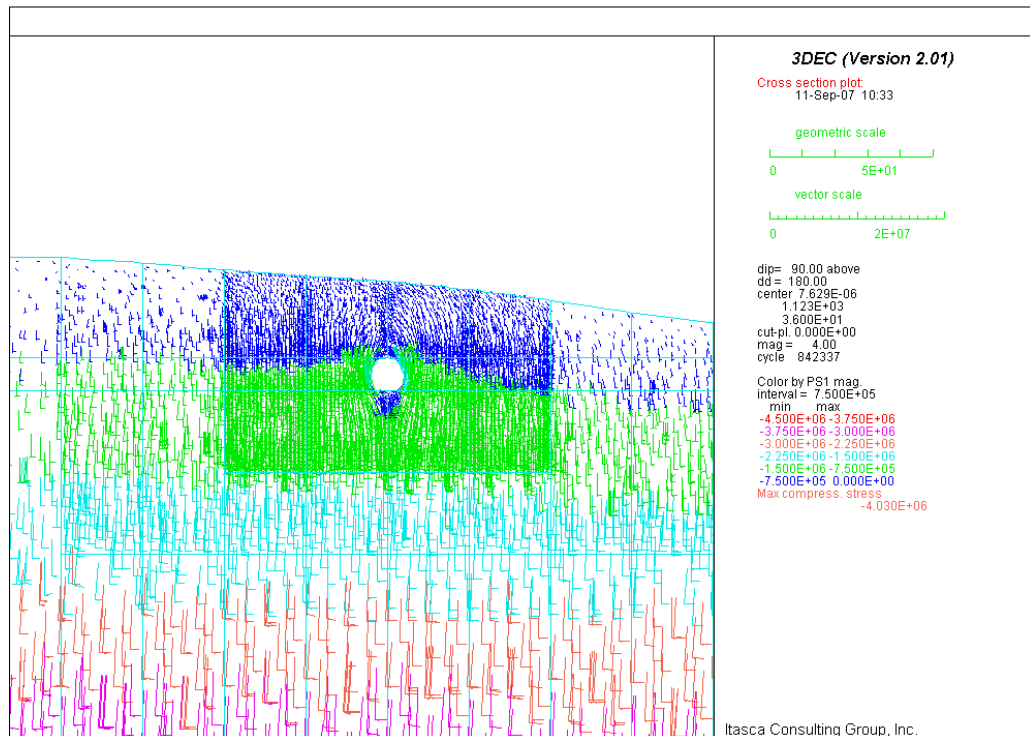 3DEC (Version 2.01)
Cross section plot:
11-Sep-07 10:33
geometric scale
0 5E+01
vector scale
0 2E+07
dip= 90.00 above
dd = 180.00
center 7.629E-06
1.123E+03
3.600E+01
cut-pl. 0.000E+00
mag = 4.00
cycle 842337
Color by PS1 mag.
interval = 7.500E+05
min max
-4.500E+06 -3.750E+06
-3.750E+06 -3.000E+06
-3.000E+06 -2.250E+06
-2.250E+06 -1.500E+06
-1.500E+06 -7.500E+05
-7.500E+05 0.000E+00
Max compress. stress
-4.030E+06
Itasca Consulting Group, Inc.